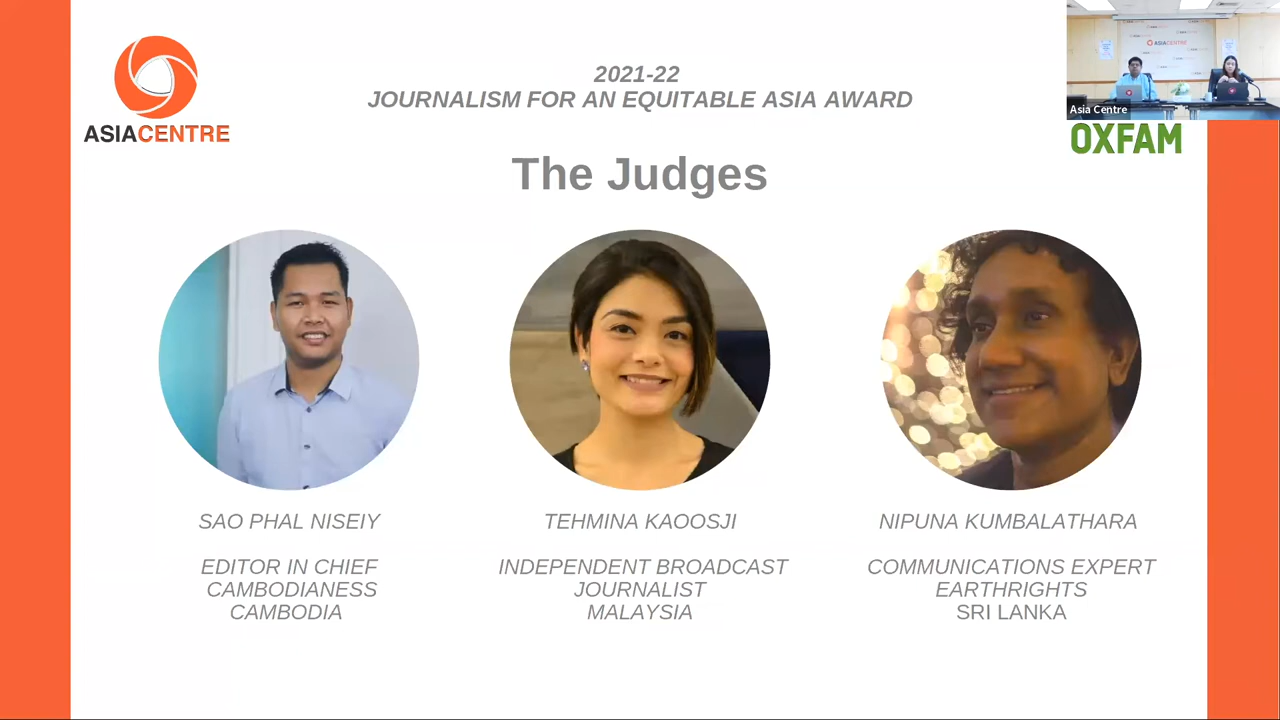 ASIACENTRE
2021-22
JOURNALISM FOR AN EQUITABLE ASIA AWARD
ASIACENTRE
Asia Centre
OXFAM
The Judges
SAO PHAL NISEIY
EDITOR IN CHIEF
CAMBODIANESS
CAMBODIA
TEHMINA KAOOSJI
INDEPENDENT BROADCAST
JOURNALIST
MALAYSIA
NIPUNA KUMBALATHARA
COMMUNICATIONS EXPERT
EARTHRIGHTS
SRI LANKA